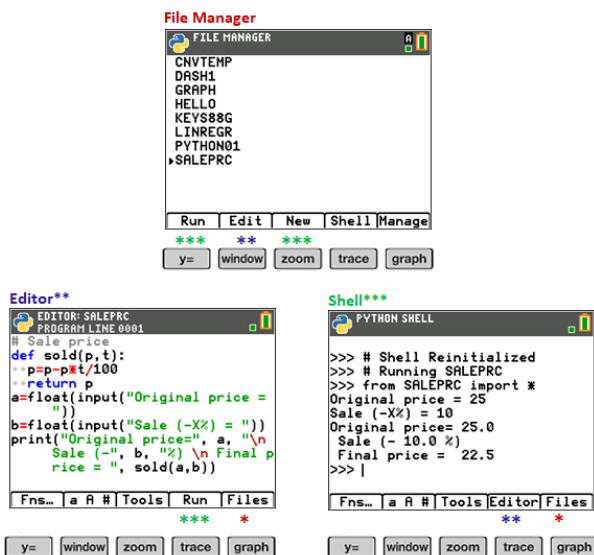 File Manager
FILE MANAGER
A
CNVTEMP
DASH1
GRAPH
HELLO
KEYS88G
LINREGR
PYTHON01
▸SALEPRC
Run Edit New Shell Manage
*** ** ***
y= window zoom trace graph
Editor**
EDITOR: SALEPRC
PROGRAM LINE 0001
# Sale price
def sold(p,t):
··p=p-p*t/100
··return p
a=float(input("Original price =
"))
b=float(input("Sale (-X%) = "))
print("Original price=", a, "\n
Sale (-", b, "%) \n Final p
rice = ", sold(a,b))
Fns… a A # Tools Run Files
*** *
y= window zoom trace graph
Shell***
PYTHON SHELL
>>> # Shell Reinitialized
>>> # Running SALEPRC
>>> from SALEPRC import *
Original price = 25
Sale (-X%) = 10
Original price= 25.0
Sale (- 10.0 %)
Final price =  22.5
>>> |
Fns… a A # Tools Editor Files
** *
y= window zoom trace graph